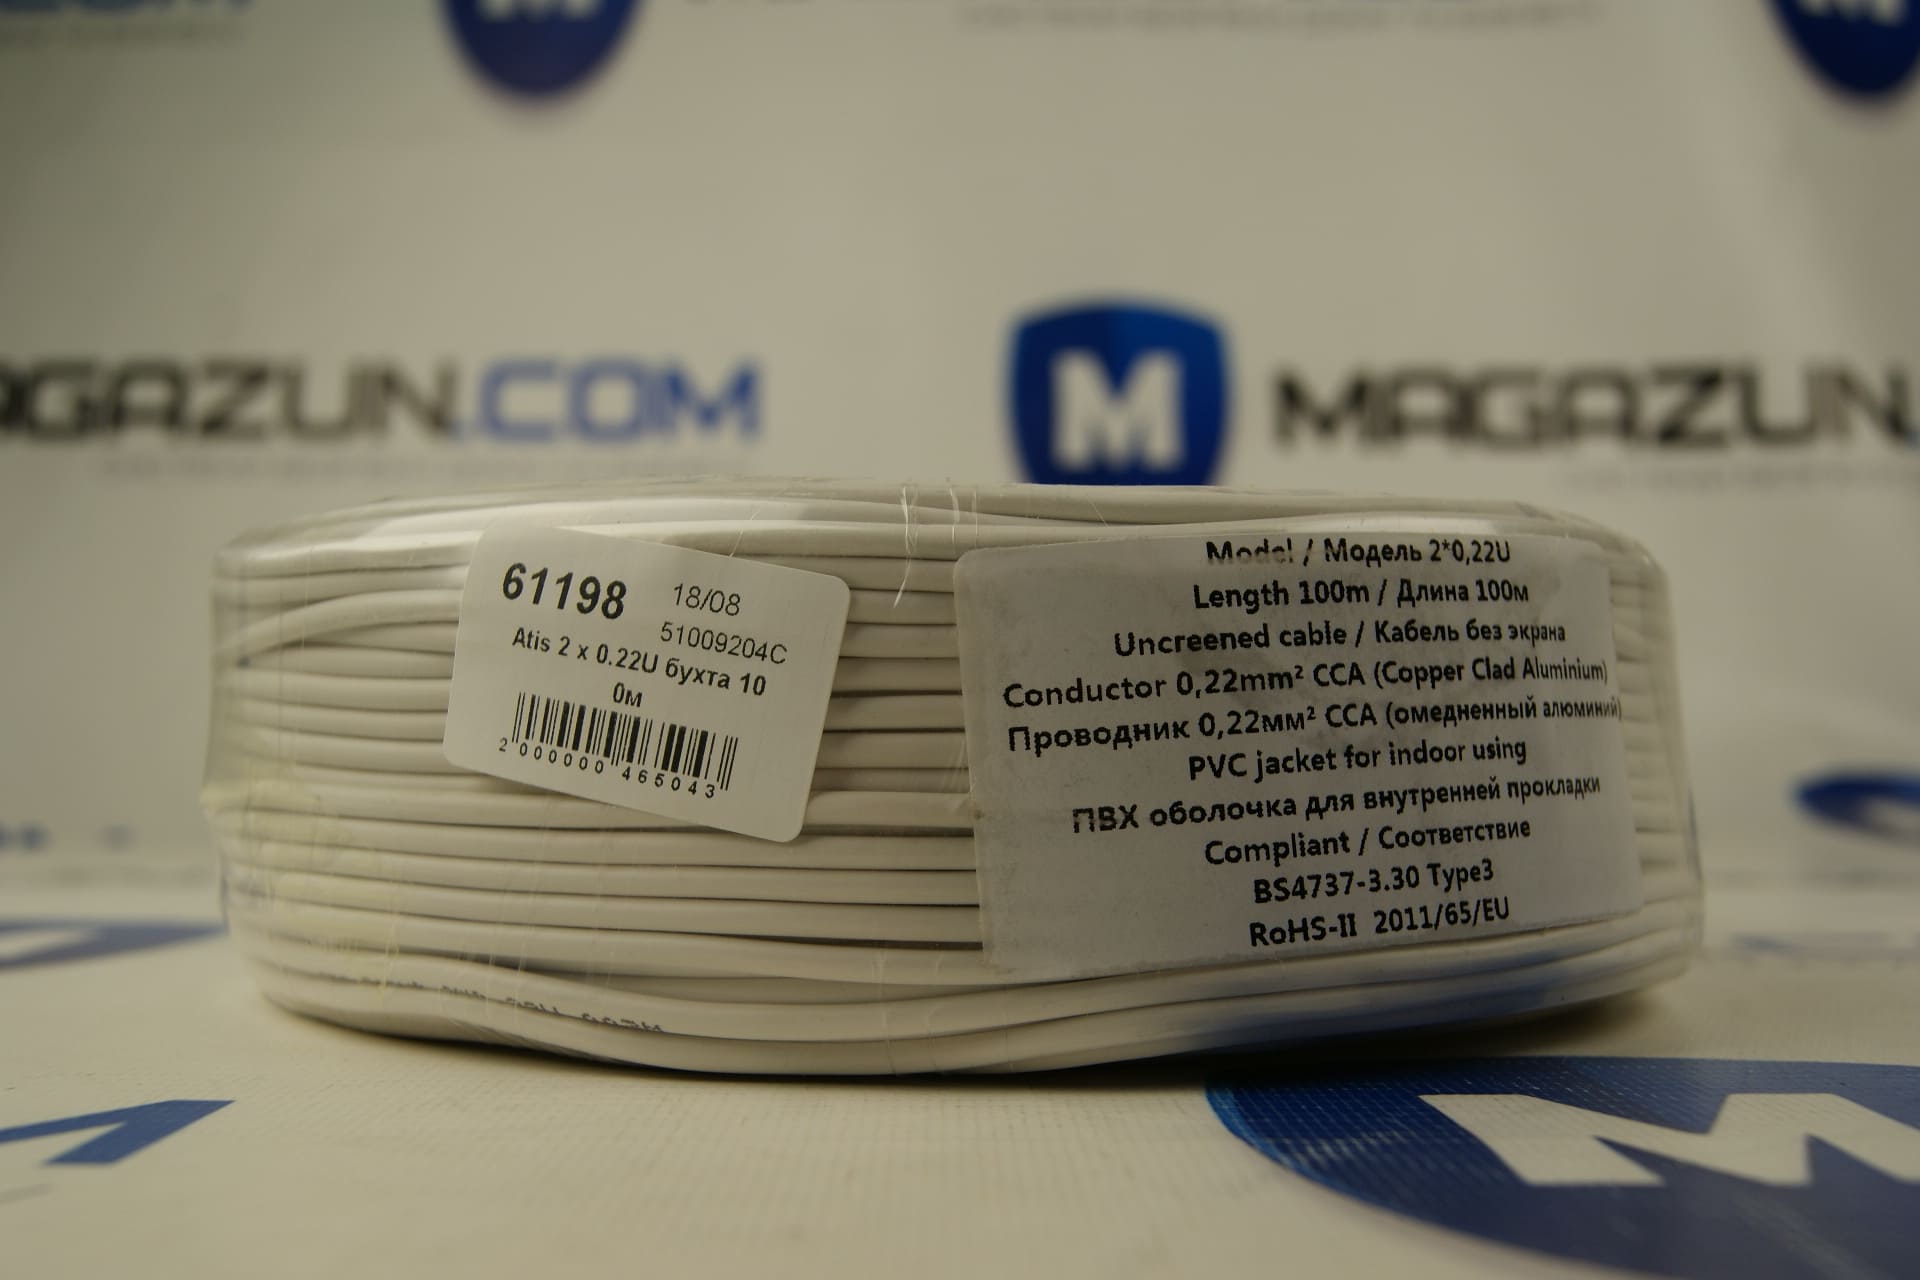 MAGAZUN.COM
M MAGAZUN.
61198 18/08
51009204C
Atis 2 x 0.22U бухта 10
0м
2 000000 465043
Model / Модель 2*0,22U
Length 100m / Длина 100м
Uncreened cable / Кабель без экрана
Conductor 0,22mm² CCA (Copper Clad Aluminium)
Проводник 0,22мм² CCA (омедненный алюминий)
PVC jacket for indoor using
ПВХ оболочка для внутренней прокладки
Compliant / Соответствие
BS4737-3.30 Type3
RoHS-II 2011/65/EU
M